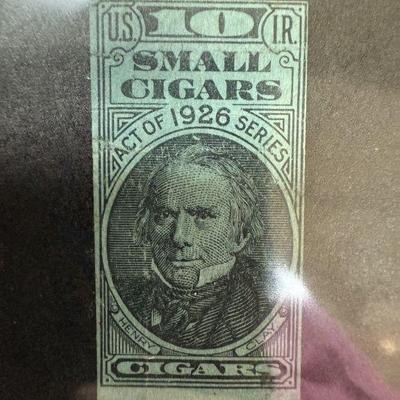 U.S. 10 I.R.
SMALL
CIGARS
ACT OF 1926 SERIES
HENRY CLAY
CIGARS